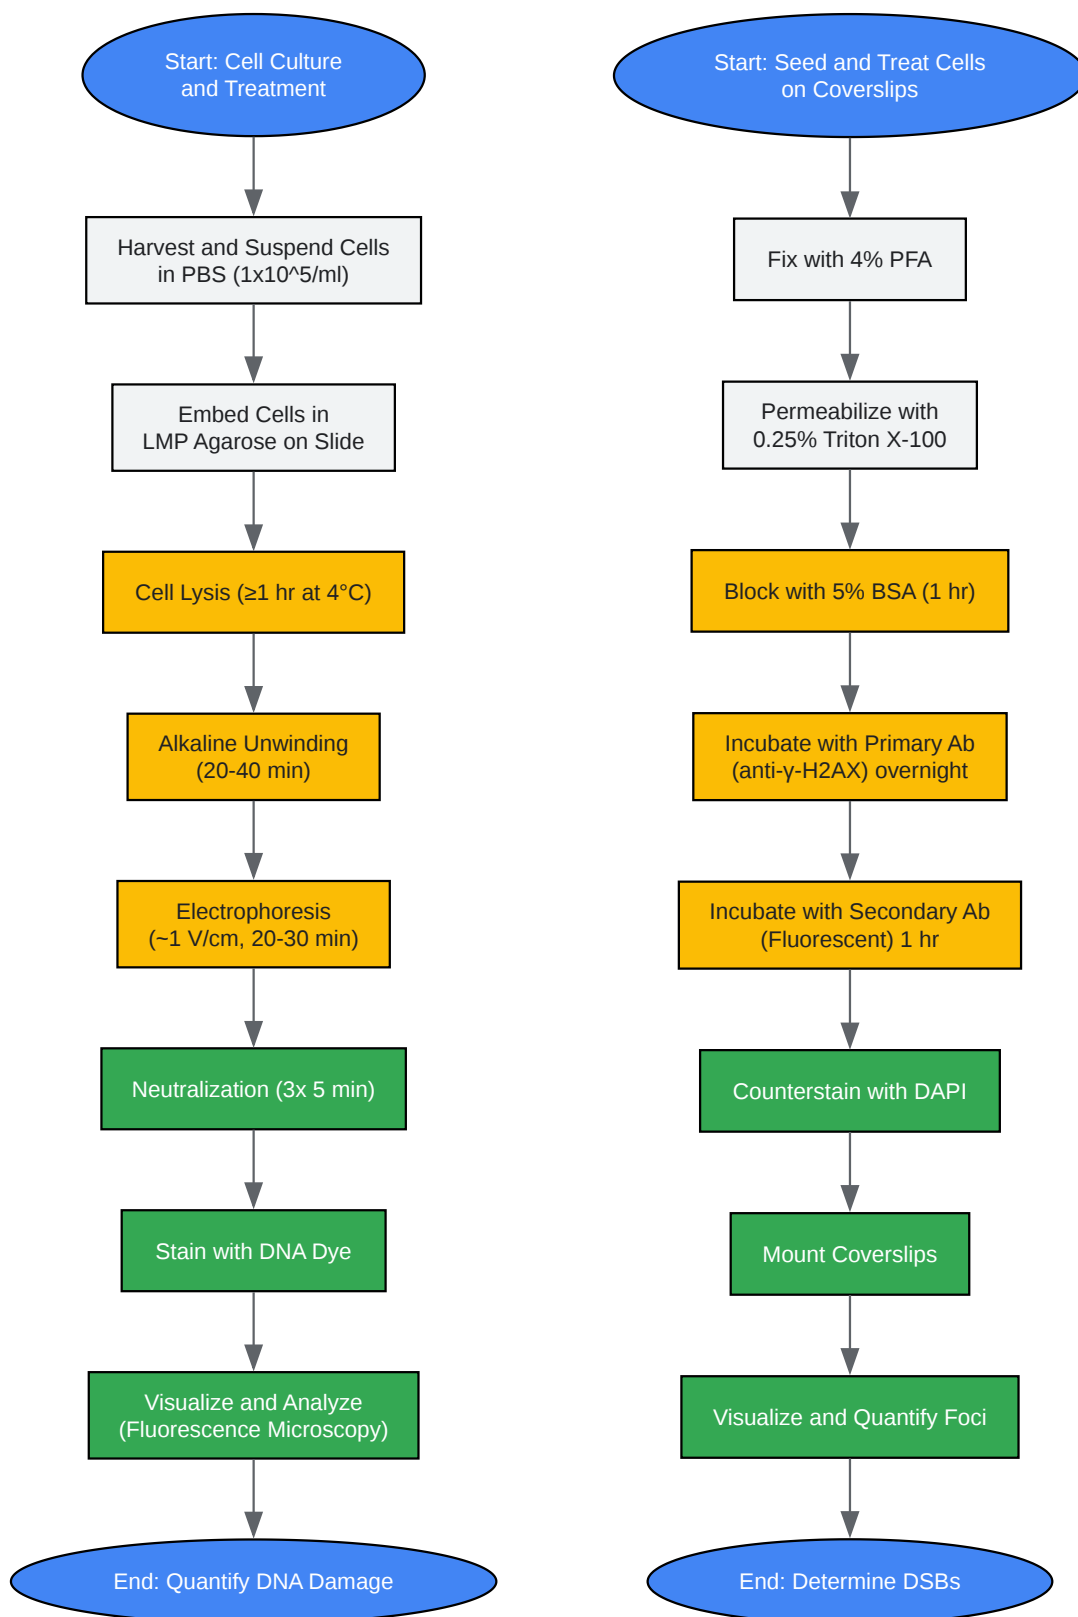 Start: Cell Culture
and Treatment
Harvest and Suspend Cells
in PBS (1x10^5/ml)
Embed Cells in
LMP Agarose on Slide
Cell Lysis (≥1 hr at 4°C)
Alkaline Unwinding
(20-40 min)
Electrophoresis
(~1 V/cm, 20-30 min)
Neutralization (3x 5 min)
Stain with DNA Dye
Visualize and Analyze
(Fluorescence Microscopy)
End: Quantify DNA Damage
Start: Seed and Treat Cells
on Coverslips
Fix with 4% PFA
Permeabilize with
0.25% Triton X-100
Block with 5% BSA (1 hr)
Incubate with Primary Ab
(anti-γ-H2AX) overnight
Incubate with Secondary Ab
(Fluorescent) 1 hr
Counterstain with DAPI
Mount Coverslips
Visualize and Quantify Foci
End: Determine DSBs